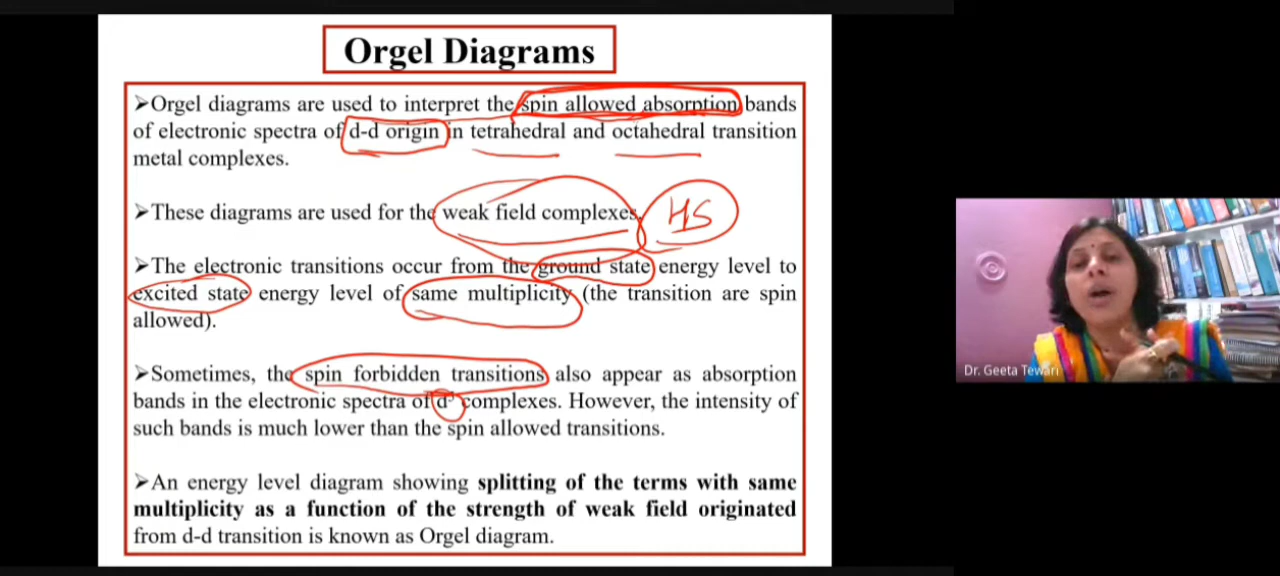 Orgel Diagrams
➢Orgel diagrams are used to interpret the spin allowed absorption bands
of electronic spectra of d-d origin in tetrahedral and octahedral transition
metal complexes.
➢These diagrams are used for the weak field complexes. HS
➢The electronic transitions occur from the ground state energy level to
excited state energy level of same multiplicity (the transition are spin
allowed).
➢Sometimes, the spin forbidden transitions also appear as absorption
bands in the electronic spectra of complexes. However, the intensity of
such bands is much lower than the spin allowed transitions.
➢An energy level diagram showing splitting of the terms with same
multiplicity as a function of the strength of weak field originated
from d-d transition is known as Orgel diagram.
Dr. Geeta Tewari